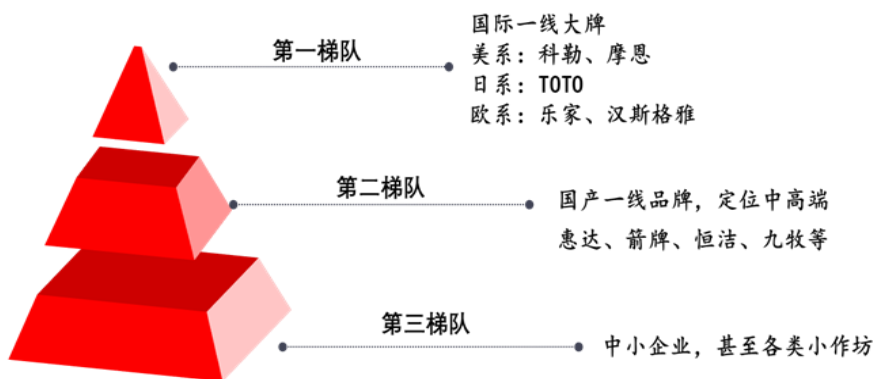 第一梯队
国际一线大牌
美系：科勒、摩恩
日系：TOTO
欧系：乐家、汉斯格雅
第二梯队
国产一线品牌，定位中高端
惠达、箭牌、恒洁、九牧等
第三梯队
中小企业，甚至各类小作坊